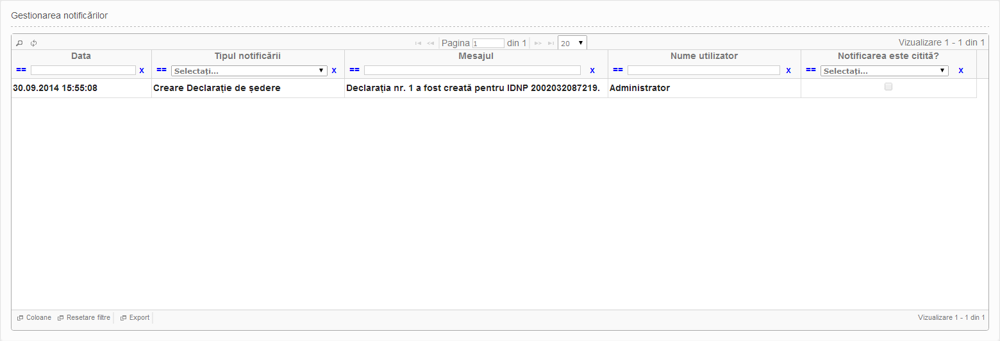 Gestionarea notificărilor
Pagina 1 din 1 20 Vizualizare 1 - 1 din 1
Data Tipul notificării Mesajul Nume utilizator Notificarea este citită?
== x == Selectați... x == x == x == Selectați... x
30.09.2014 15:55:08 Creare Declarație de ședere Declarația nr. 1 a fost creată pentru IDNP 2002032087219. Administrator
Coloane Resetare filtre Export Vizualizare 1 - 1 din 1